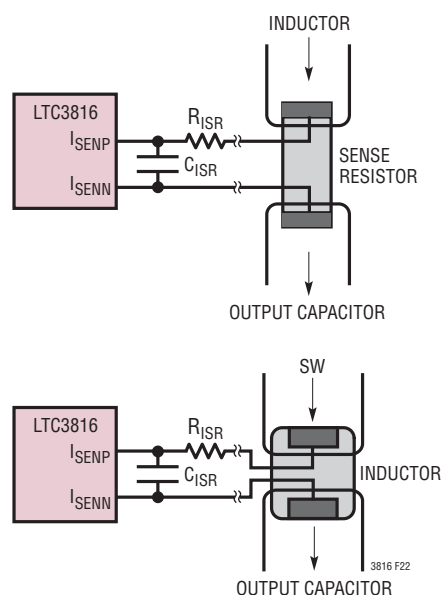 INDUCTOR
LTC3816
R_ISR
I_SENP
C_ISR
I_SENN
SENSE
RESISTOR
OUTPUT CAPACITOR
SW
LTC3816
R_ISR
I_SENP
C_ISR
INDUCTOR
I_SENN
3816 F22
OUTPUT CAPACITOR